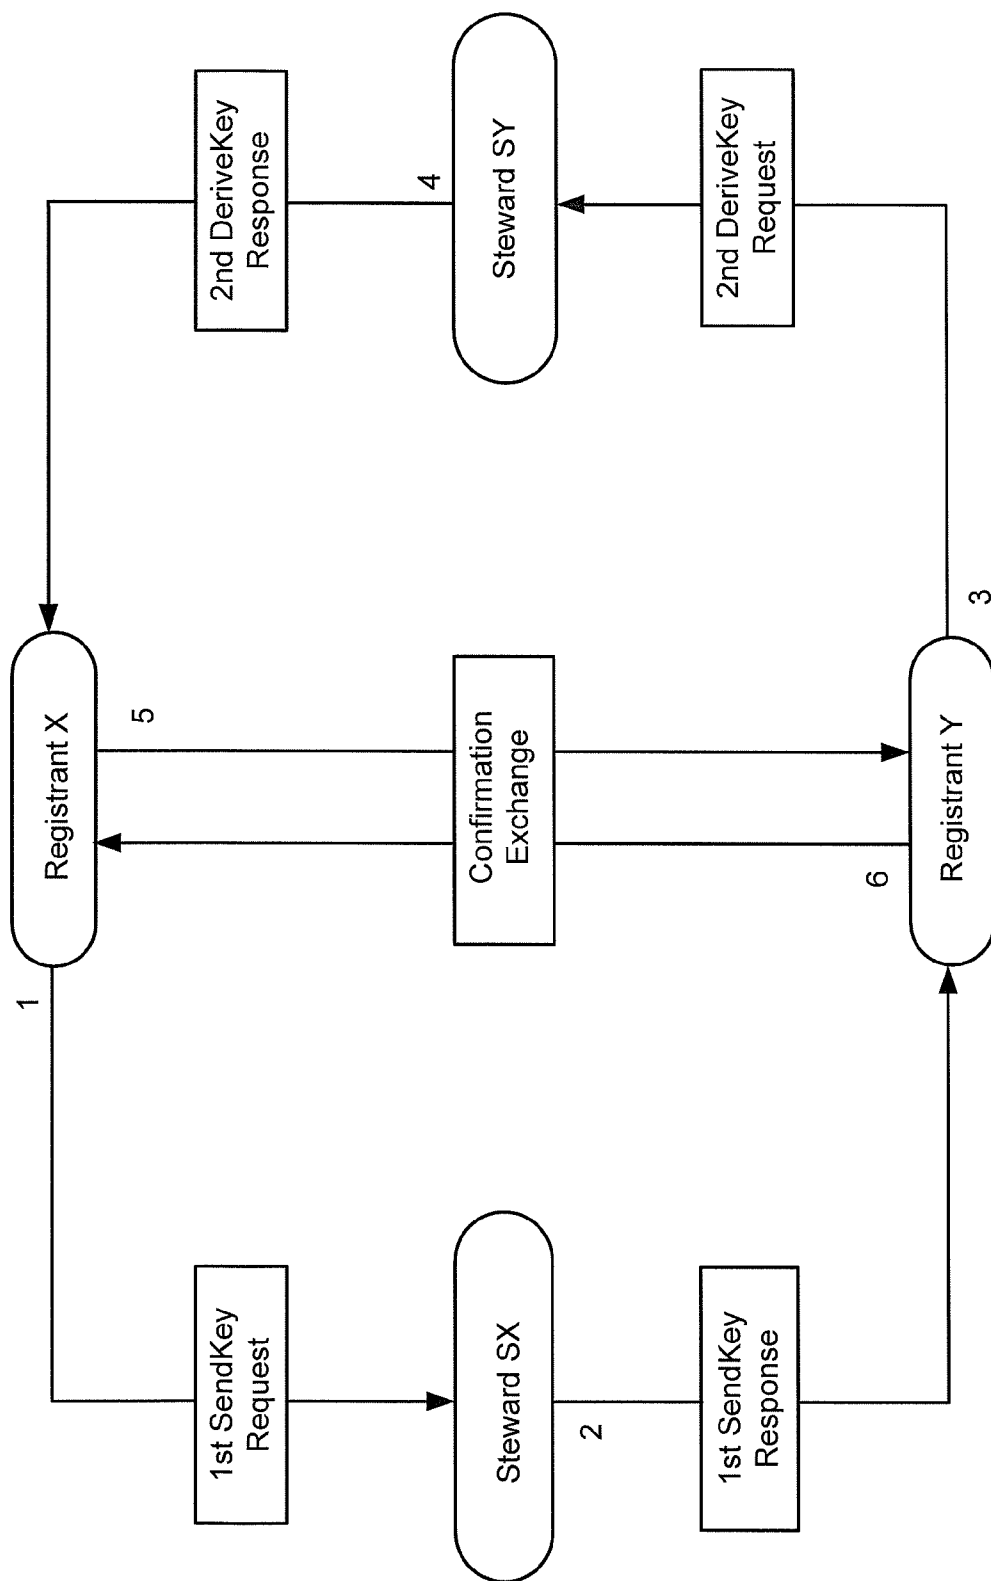 1
Registrant X
5
1st SendKey
Request
2nd DeriveKey
Response
4
Steward SX
Confirmation
Exchange
Steward SY
2
1st SendKey
Response
2nd DeriveKey
Request
6
Registrant Y
3